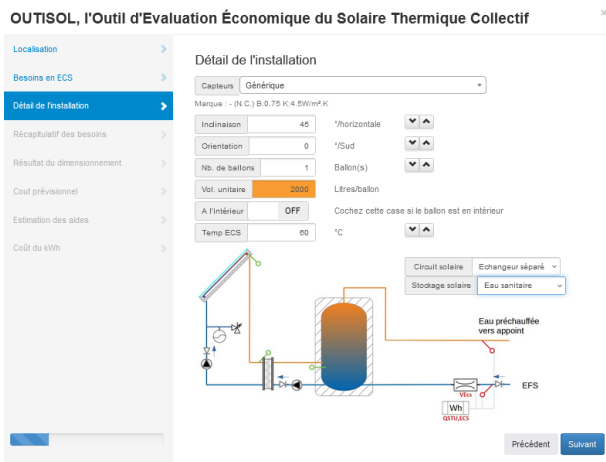 OUTISOL, l'Outil d'Evaluation Économique du Solaire Thermique Collectif
×
Localisation
Besoins en ECS
Détail de l'installation
Récapitulatif des besoins
Résultat du dimensionnement
Cout prévisionnel
Estimation des aides
Coût du kWh
Détail de l'installation
Capteurs Générique
Marque : - (N.C.) B:0.75 K:4.5W/m².K
Inclinaison 45 °/horizontale
Orientation 0 °/Sud
Nb. de ballons 1 Ballon(s)
Vol. unitaire 2000 Litres/ballon
A l'intérieur OFF Cochez cette case si le ballon est en intérieur
Temp ECS 60 °C
Circuit solaire Echangeur séparé
Stockage solaire Eau sanitaire
Eau préchauffée
vers appoint
EFS
VEcs
Wh
QSTU,ECS
Précédent Suivant